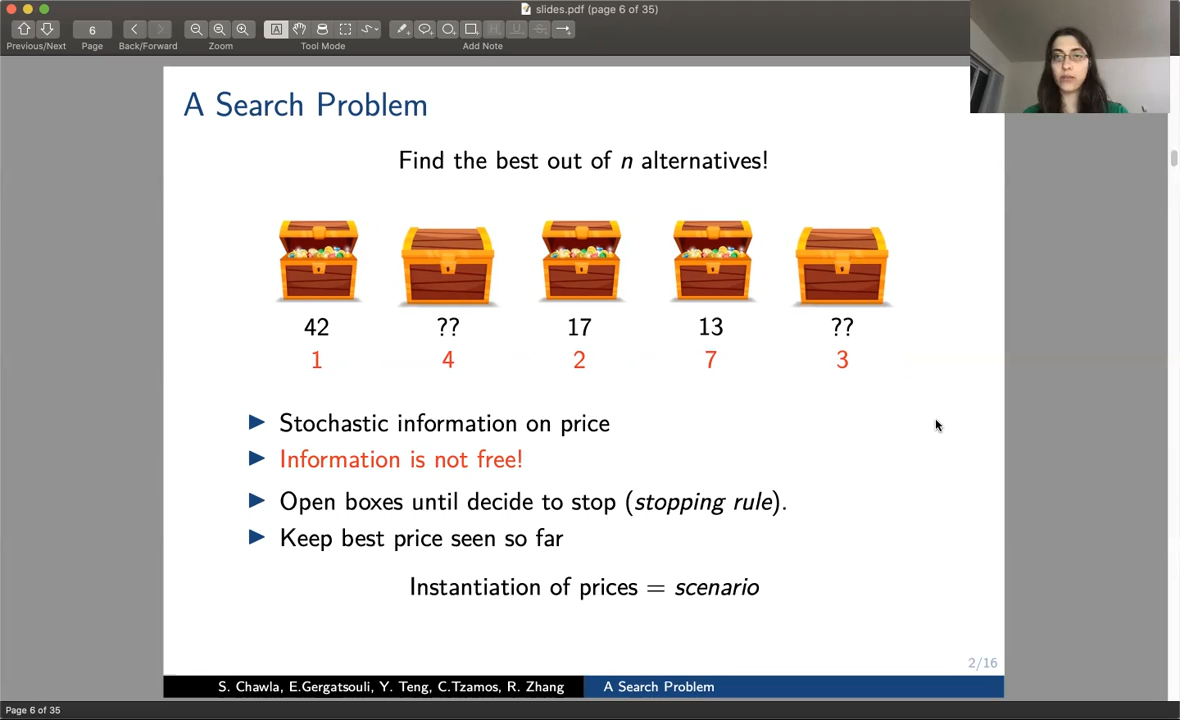 slides.pdf (page 6 of 35)
6
Previous/Next Page Back/Forward Zoom Tool Mode Add Note
A Search Problem
Find the best out of n alternatives!
42 ?? 17 13 ??
1 4 2 7 3
Stochastic information on price
Information is not free!
Open boxes until decide to stop (stopping rule).
Keep best price seen so far
Instantiation of prices = scenario
2/16
S. Chawla, E.Gergatsouli, Y. Teng, C.Tzamos, R. Zhang A Search Problem
Page 6 of 35